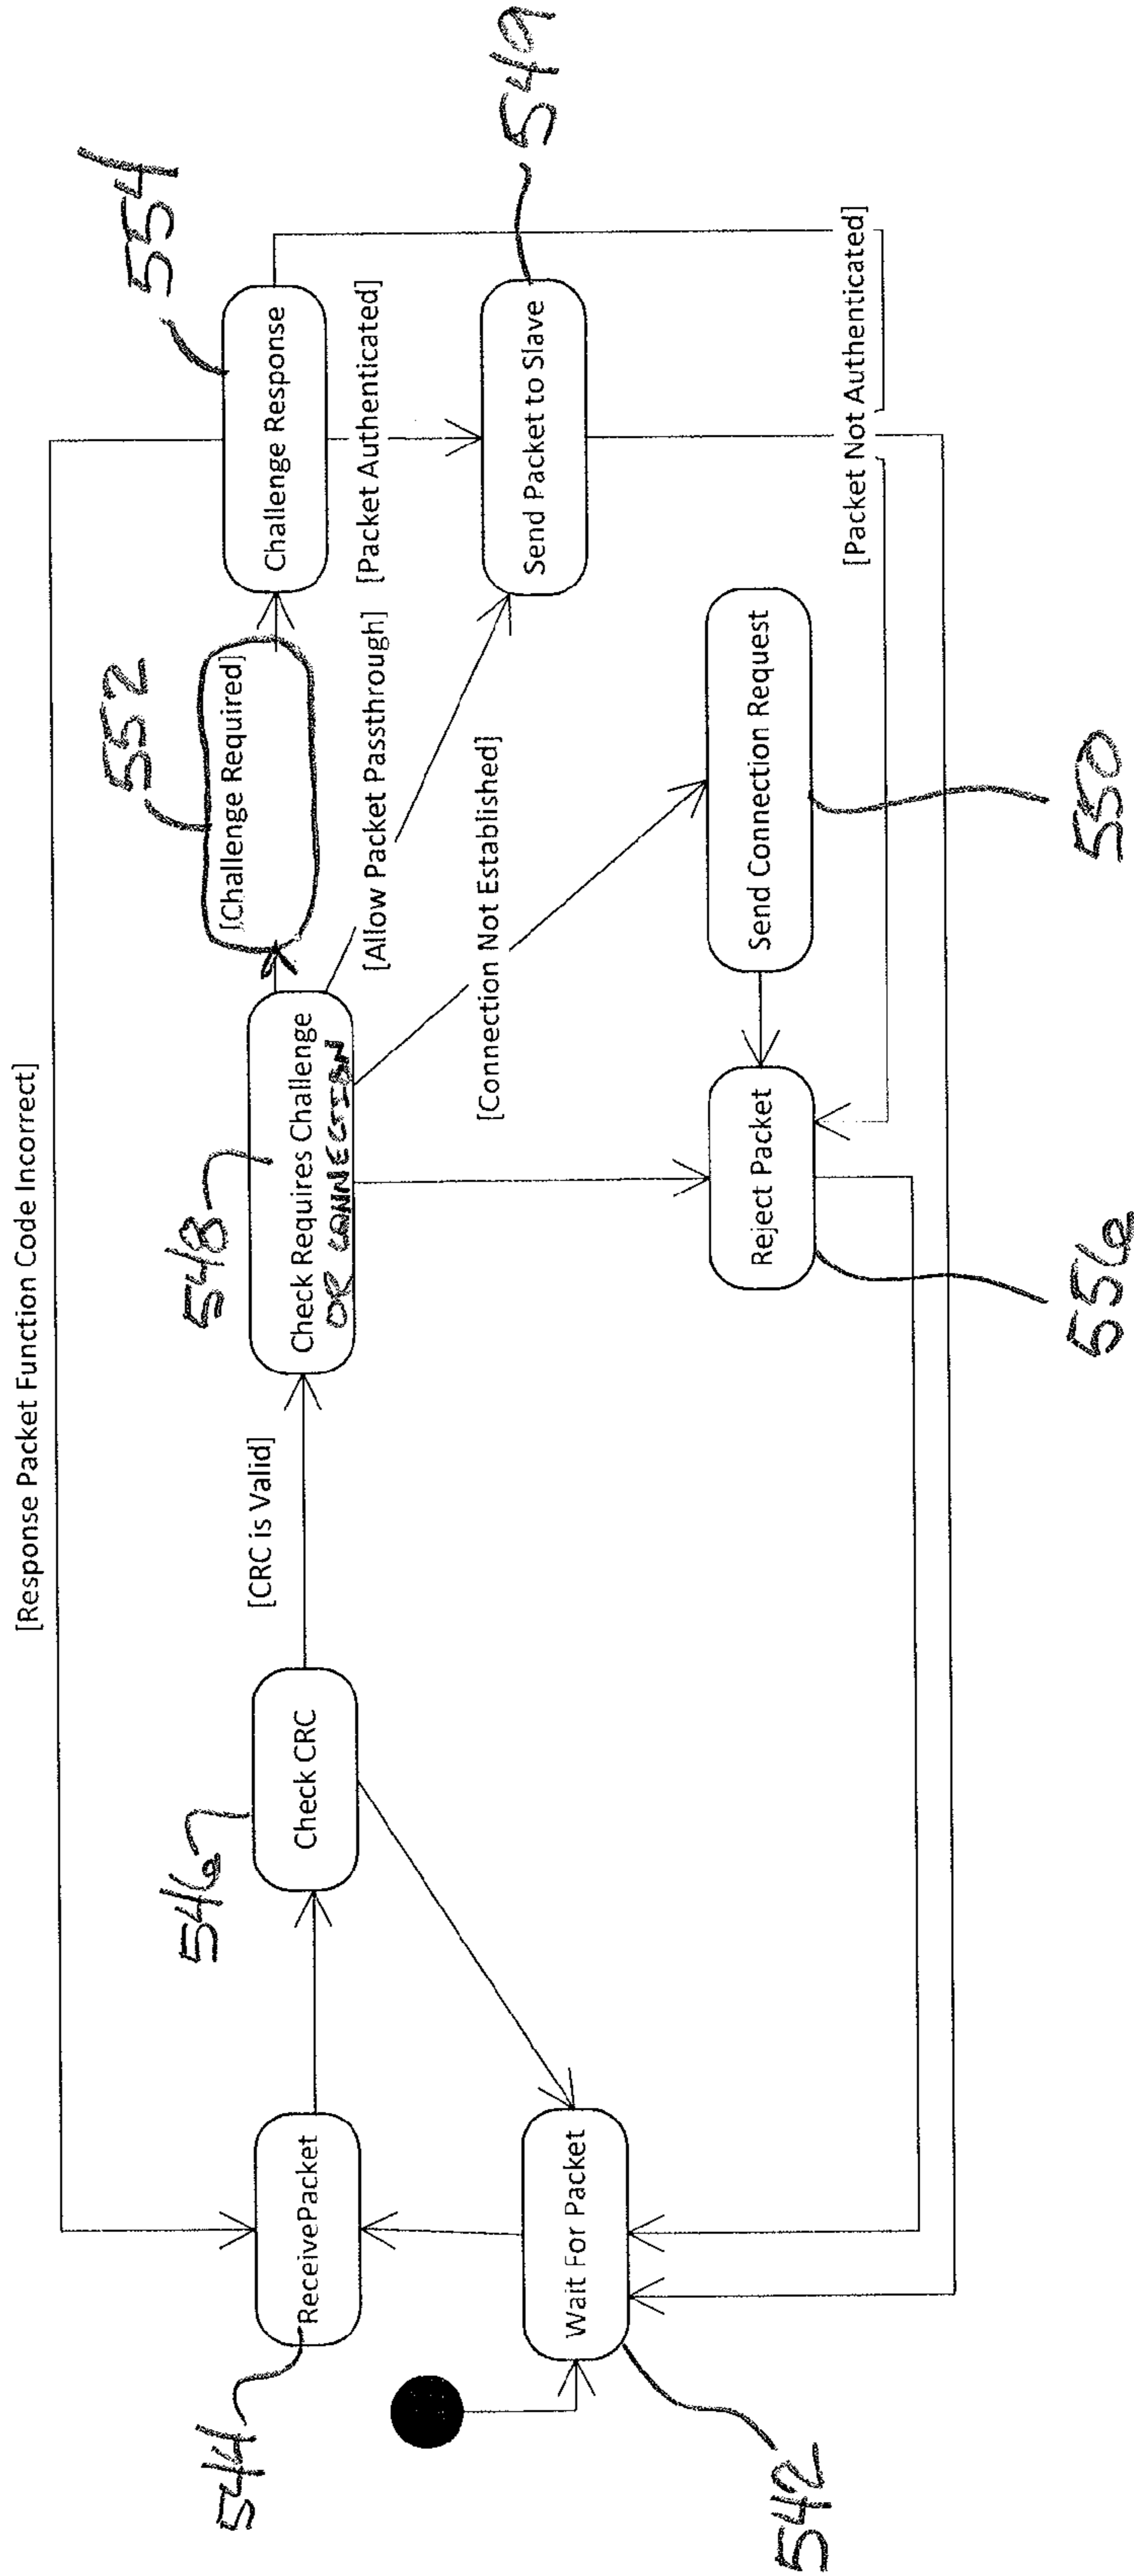 [Response Packet Function Code Incorrect]
554
552
548
546
544
[Challenge Required]
Challenge Response
[CRC is Valid]
Check Requires Challenge
OR CONNECTION
Check CRC
ReceivePacket
[Allow Packet Passthrough]
[Packet Authenticated]
549
Send Packet to Slave
[Connection Not Established]
Wait For Packet
Reject Packet
Send Connection Request
[Packet Not Authenticated]
542
556
550